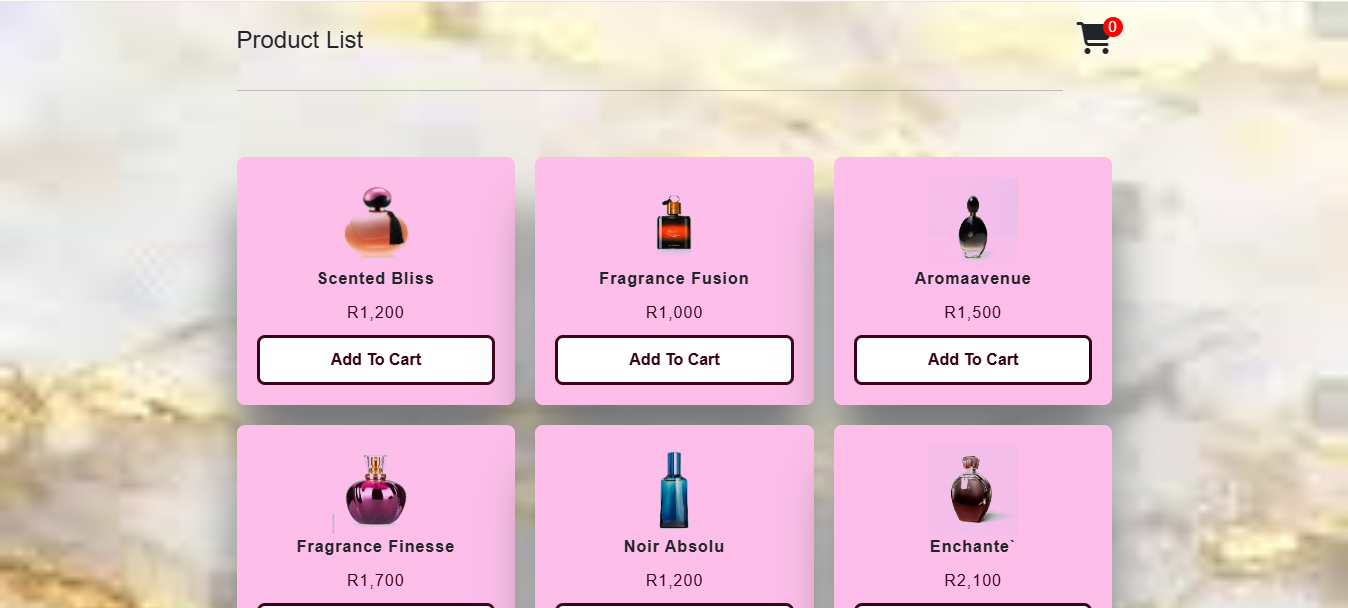 Product List
0
Scented Bliss
R1,200
Add To Cart
Fragrance Fusion
R1,000
Add To Cart
Aromaavenue
R1,500
Add To Cart
Fragrance Finesse
R1,700
Noir Absolu
R1,200
Enchante`
R2,100